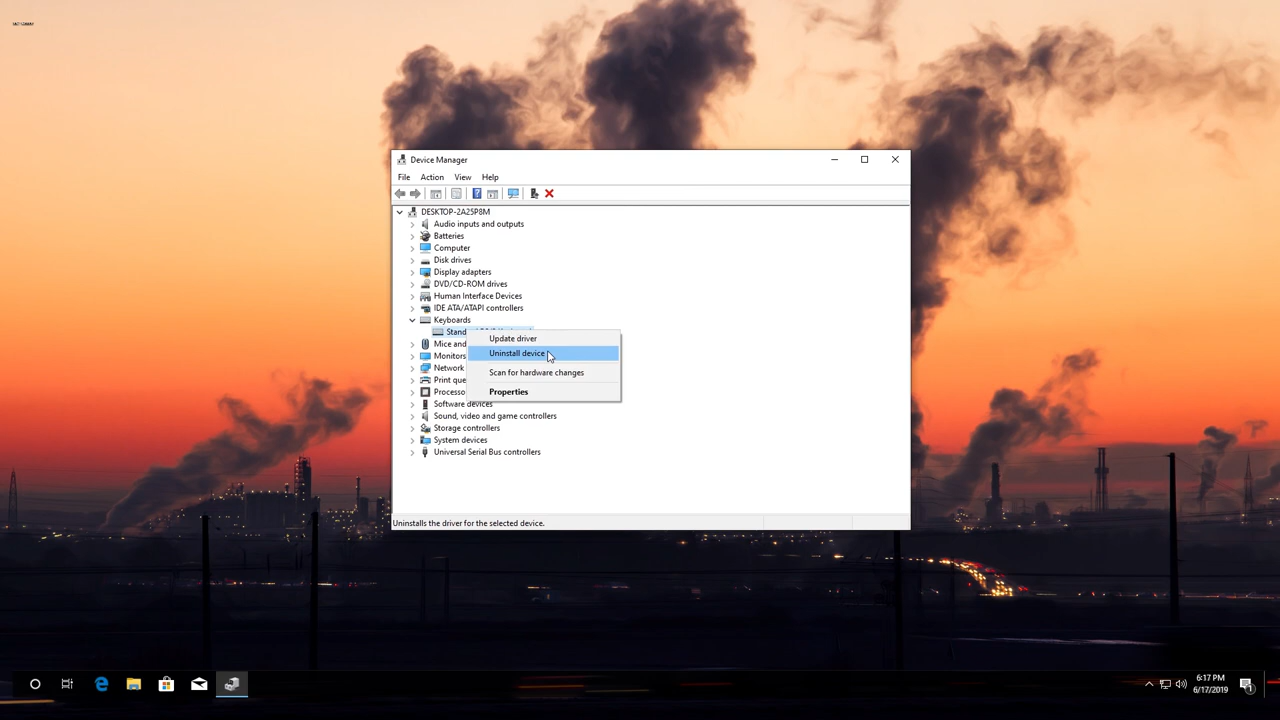 Device Manager
File Action View Help
DESKTOP-2A25P8M
Audio inputs and outputs
Batteries
Computer
Disk drives
Display adapters
DVD/CD-ROM drives
Human Interface Devices
IDE ATA/ATAPI controllers
Keyboards
Update driver
Mice and
Uninstall device
Monitors
Network
Scan for hardware changes
Print que
Properties
Software devices
Sound, video and game controllers
Storage controllers
System devices
Universal Serial Bus controllers
Uninstalls the driver for the selected device.
6:17 PM
6/17/2019
1